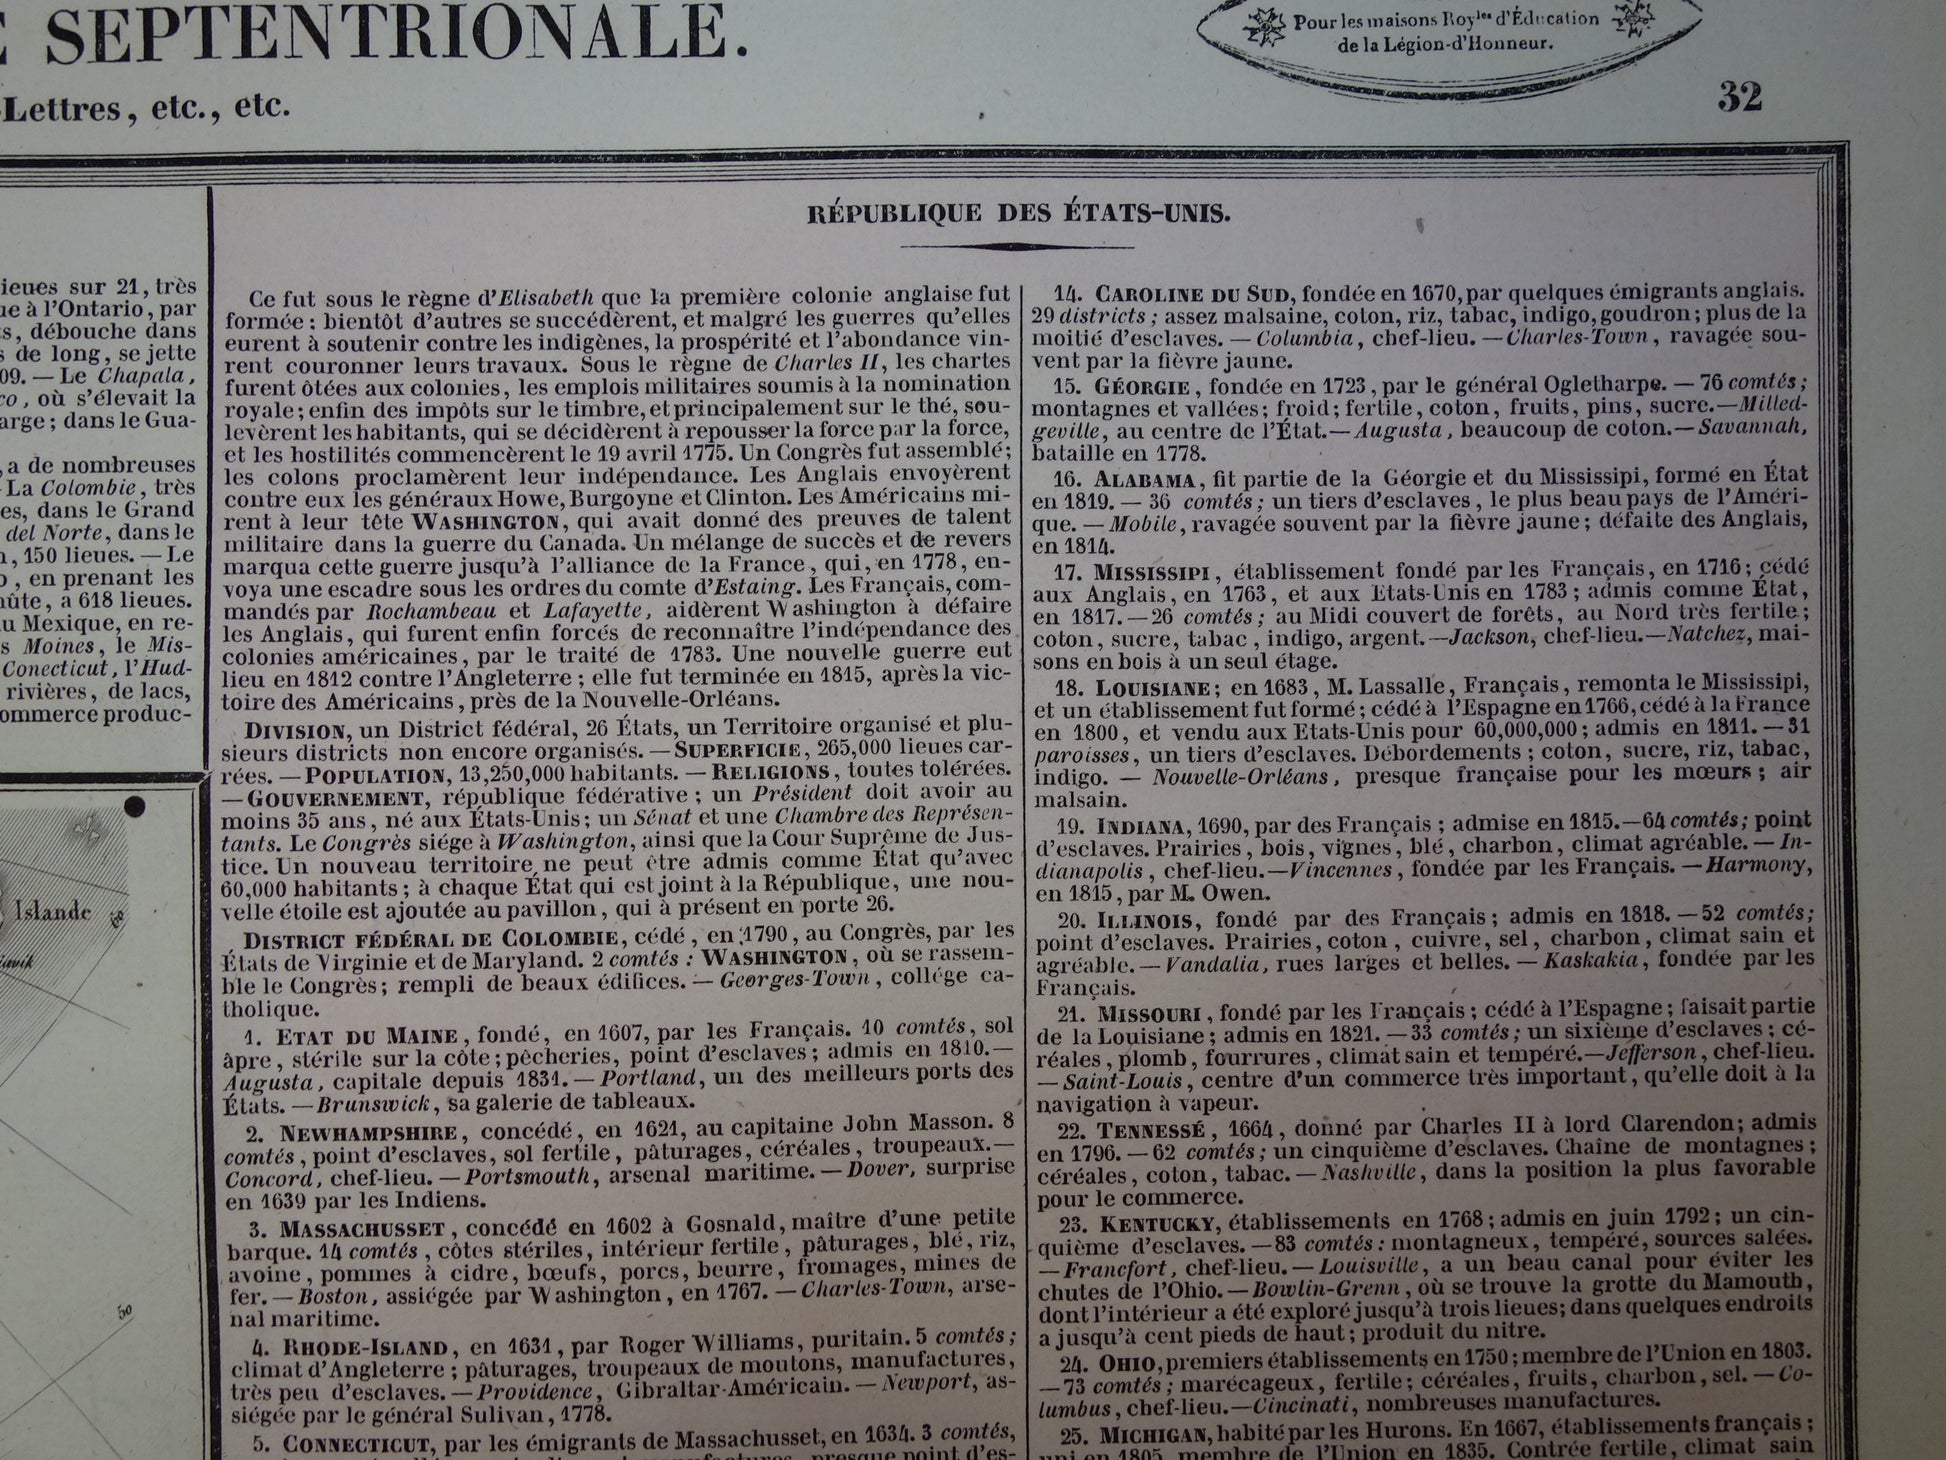 SEPTENTRIONALE.
Pour les maisons Roy^les d'Éducation
de la Légion-d'Honneur.
-Lettres, etc., etc.
32
ieues sur 21, très
ue à l'Ontario, par
débouche dans
de long, se jette
09. — Le Chapala,
où s'élevait la
arge; dans le Gua-
a de nombreuses
La Colombie, très
es, dans le Grand
del Norte, dans le
150 lieues. — Le
en prenant les
a 618 lieues.
u Mexique, en re-
s Moines, le Mis-
Conecticut, l'Hud-
rivières, de lacs,
ommerce produc-
Islande
50
RÉPUBLIQUE DES ÉTATS-UNIS.
Ce fut sous le règne d'Elisabeth que la première colonie anglaise fut
formée: bientôt d'autres se succédèrent, et malgré les guerres qu'elles
eurent à soutenir contre les indigènes, la prospérité et l'abondance vin-
rent couronner leurs travaux. Sous le règne de Charles II, les chartes
furent ôtées aux colonies, les emplois militaires soumis à la nomination
royale; enfin des impôts sur le timbre, et principalement sur le thé, sou-
levèrent les habitants, qui se décidèrent à repousser la force par la force,
et les hostilités commencèrent le 19 avril 1775. Un Congrès fut assemblé;
les colons proclamèrent leur indépendance. Les Anglais envoyèrent
contre eux les généraux Howe, Burgoyne et Clinton. Les Américains mi-
rent à leur tête WASHINGTON, qui avait donné des preuves de talent
militaire dans la guerre du Canada. Un mélange de succès et de revers
marqua cette guerre jusqu'à l'alliance de la France, qui, en 1778, en-
voya une escadre sous les ordres du comte d'Estaing. Les Français, com-
mandés par Rochambeau et Lafayette, aidèrent Washington à défaire
les Anglais, qui furent enfin forcés de reconnaître l'indépendance des
colonies américaines, par le traité de 1783. Une nouvelle guerre eut
lieu en 1812 contre l'Angleterre; elle fut terminée en 1815, après la vic-
toire des Américains, près de la Nouvelle-Orléans.
DIVISION, un District fédéral, 26 États, un Territoire organisé et plu-
sieurs districts non encore organisés. — SUPERFICIE, 265,000 lieues car-
rées. — POPULATION, 13,250,000 habitants. — RELIGIONS, toutes tolérées.
— GOUVERNEMENT, république fédérative; un Président doit avoir au
moins 35 ans, né aux États-Unis; un Sénat et une Chambre des Représen-
tants. Le Congrès siége à Washington, ainsi que la Cour Suprême de Jus-
tice. Un nouveau territoire ne peut être admis comme État qu'avec
60,000 habitants; à chaque État qui est joint à la République, une nou-
velle étoile est ajoutée au pavillon, qui à présent en porte 26.
DISTRICT FÉDÉRAL DE COLOMBIE, cédé, en 1790, au Congrès, par les
États de Virginie et de Maryland. 2 comtés: WASHINGTON, où se rassem-
ble le Congrès; rempli de beaux édifices. — Georges-Town, collége ca-
tholique.
1. ETAT DU MAINE, fondé, en 1607, par les Français. 10 comtés, sol
âpre, stérile sur la côte; pêcheries, point d'esclaves; admis en 1810. —
Augusta, capitale depuis 1831. — Portland, un des meilleurs ports des
États. — Brunswick, sa galerie de tableaux.
2. NEWHAMPSHIRE, concédé, en 1621, au capitaine John Masson. 8
comtés, point d'esclaves, sol fertile, pâturages, céréales, troupeaux. —
Concord, chef-lieu. — Portsmouth, arsenal maritime. — Dover, surprise
en 1639 par les Indiens.
3. MASSACHUSSET, concédé en 1602 à Gosnald, maître d'une petite
barque. 14 comtés, côtes stériles, intérieur fertile, pâturages, blé, riz,
avoine, pommes à cidre, bœufs, porcs, beurre, fromages, mines de
fer. — Boston, assiégée par Washington, en 1767. — Charles-Town, arse-
nal maritime.
4. RHODE-ISLAND, en 1631, par Roger Williams, puritain. 5 comtés;
climat d'Angleterre; pâturages, troupeaux de moutons, manufactures,
très peu d'esclaves. — Providence, Gibraltar-Américain. — Newport, as-
siégée par le général Sulivan, 1778.
5. CONNECTICUT, par les émigrants de Massachusset, en 1634. 3 comtés,
presque point d'es-
14. CAROLINE DU SUD, fondée en 1670, par quelques émigrants anglais.
29 districts; assez malsaine, coton, riz, tabac, indigo, goudron; plus de la
moitié d'esclaves. — Columbia, chef-lieu. — Charles-Town, ravagée sou-
vent par la fièvre jaune.
15. GÉORGIE, fondée en 1723, par le général Ogletharpe. — 76 comtés;
montagnes et vallées; froid; fertile, coton, fruits, pins, sucre. — Milled-
geville, au centre de l'État. — Augusta, beaucoup de coton. — Savannah,
bataille en 1778.
16. ALABAMA, fit partie de la Géorgie et du Mississipi, formé en État
en 1819. — 36 comtés; un tiers d'esclaves, le plus beau pays de l'Améri-
que. — Mobile, ravagée souvent par la fièvre jaune; défaite des Anglais,
en 1814.
17. MISSISSIPI, établissement fondé par les Français, en 1716; cédé
aux Anglais, en 1763, et aux Etats-Unis en 1783; admis comme État,
en 1817. — 26 comtés; au Midi couvert de forêts, au Nord très fertile;
coton, sucre, tabac, indigo, argent. — Jackson, chef-lieu. — Natchez, mai-
sons en bois à un seul étage.
18. LOUISIANE; en 1683, M. Lassalle, Français, remonta le Mississipi,
et un établissement fut formé; cédé à l'Espagne en 1766, cédé à la France
en 1800, et vendu aux Etats-Unis pour 60,000,000; admis en 1811. — 31
paroisses, un tiers d'esclaves. Débordements; coton, sucre, riz, tabac,
indigo. — Nouvelle-Orléans, presque française pour les mœurs; air
malsain.
19. INDIANA, 1690, par des Français; admise en 1815. — 64 comtés; point
d'esclaves. Prairies, bois, vignes, blé, charbon, climat agréable. — In-
dianapolis, chef-lieu. — Vincennes, fondée par les Français. — Harmony,
en 1815, par M. Owen.
20. ILLINOIS, fondé par des Français; admis en 1818. — 52 comtés;
point d'esclaves. Prairies, coton, cuivre, sel, charbon, climat sain et
agréable. — Vandalia, rues larges et belles. — Kaskakia, fondée par les
Français.
21. MISSOURI, fondé par les Français; cédé à l'Espagne; faisait partie
de la Louisiane; admis en 1821. — 33 comtés; un sixième d'esclaves; cé-
réales, plomb, fourrures, climat sain et tempéré. — Jefferson, chef-lieu.
— Saint-Louis, centre d'un commerce très important, qu'elle doit à la
navigation à vapeur.
22. TENNESSÉ, 1664, donné par Charles II à lord Clarendon; admis
en 1796. — 62 comtés; un cinquième d'esclaves. Chaîne de montagnes;
céréales, coton, tabac. — Nashville, dans la position la plus favorable
pour le commerce.
23. KENTUCKY, établissements en 1768; admis en juin 1792; un cin-
quième d'esclaves. — 83 comtés: montagneux, tempéré, sources salées.
— Francfort, chef-lieu. — Louisville, a un beau canal pour éviter les
chutes de l'Ohio. — Bowlin-Grenn, où se trouve la grotte du Mamouth,
dont l'intérieur a été exploré jusqu'à trois lieues; dans quelques endroits
a jusqu'à cent pieds de haut; produit du nitre.
24. OHIO, premiers établissements en 1750; membre de l'Union en 1803.
— 73 comtés; marécageux, fertile; céréales, fruits, charbon, sel. — Co-
lumbus, chef-lieu. — Cincinati, nombreuses manufactures.
25. MICHIGAN, habité par les Hurons. En 1667, établissements français;
uni en 1805, membre de l'Union en 1835. Contrée fertile, climat sain